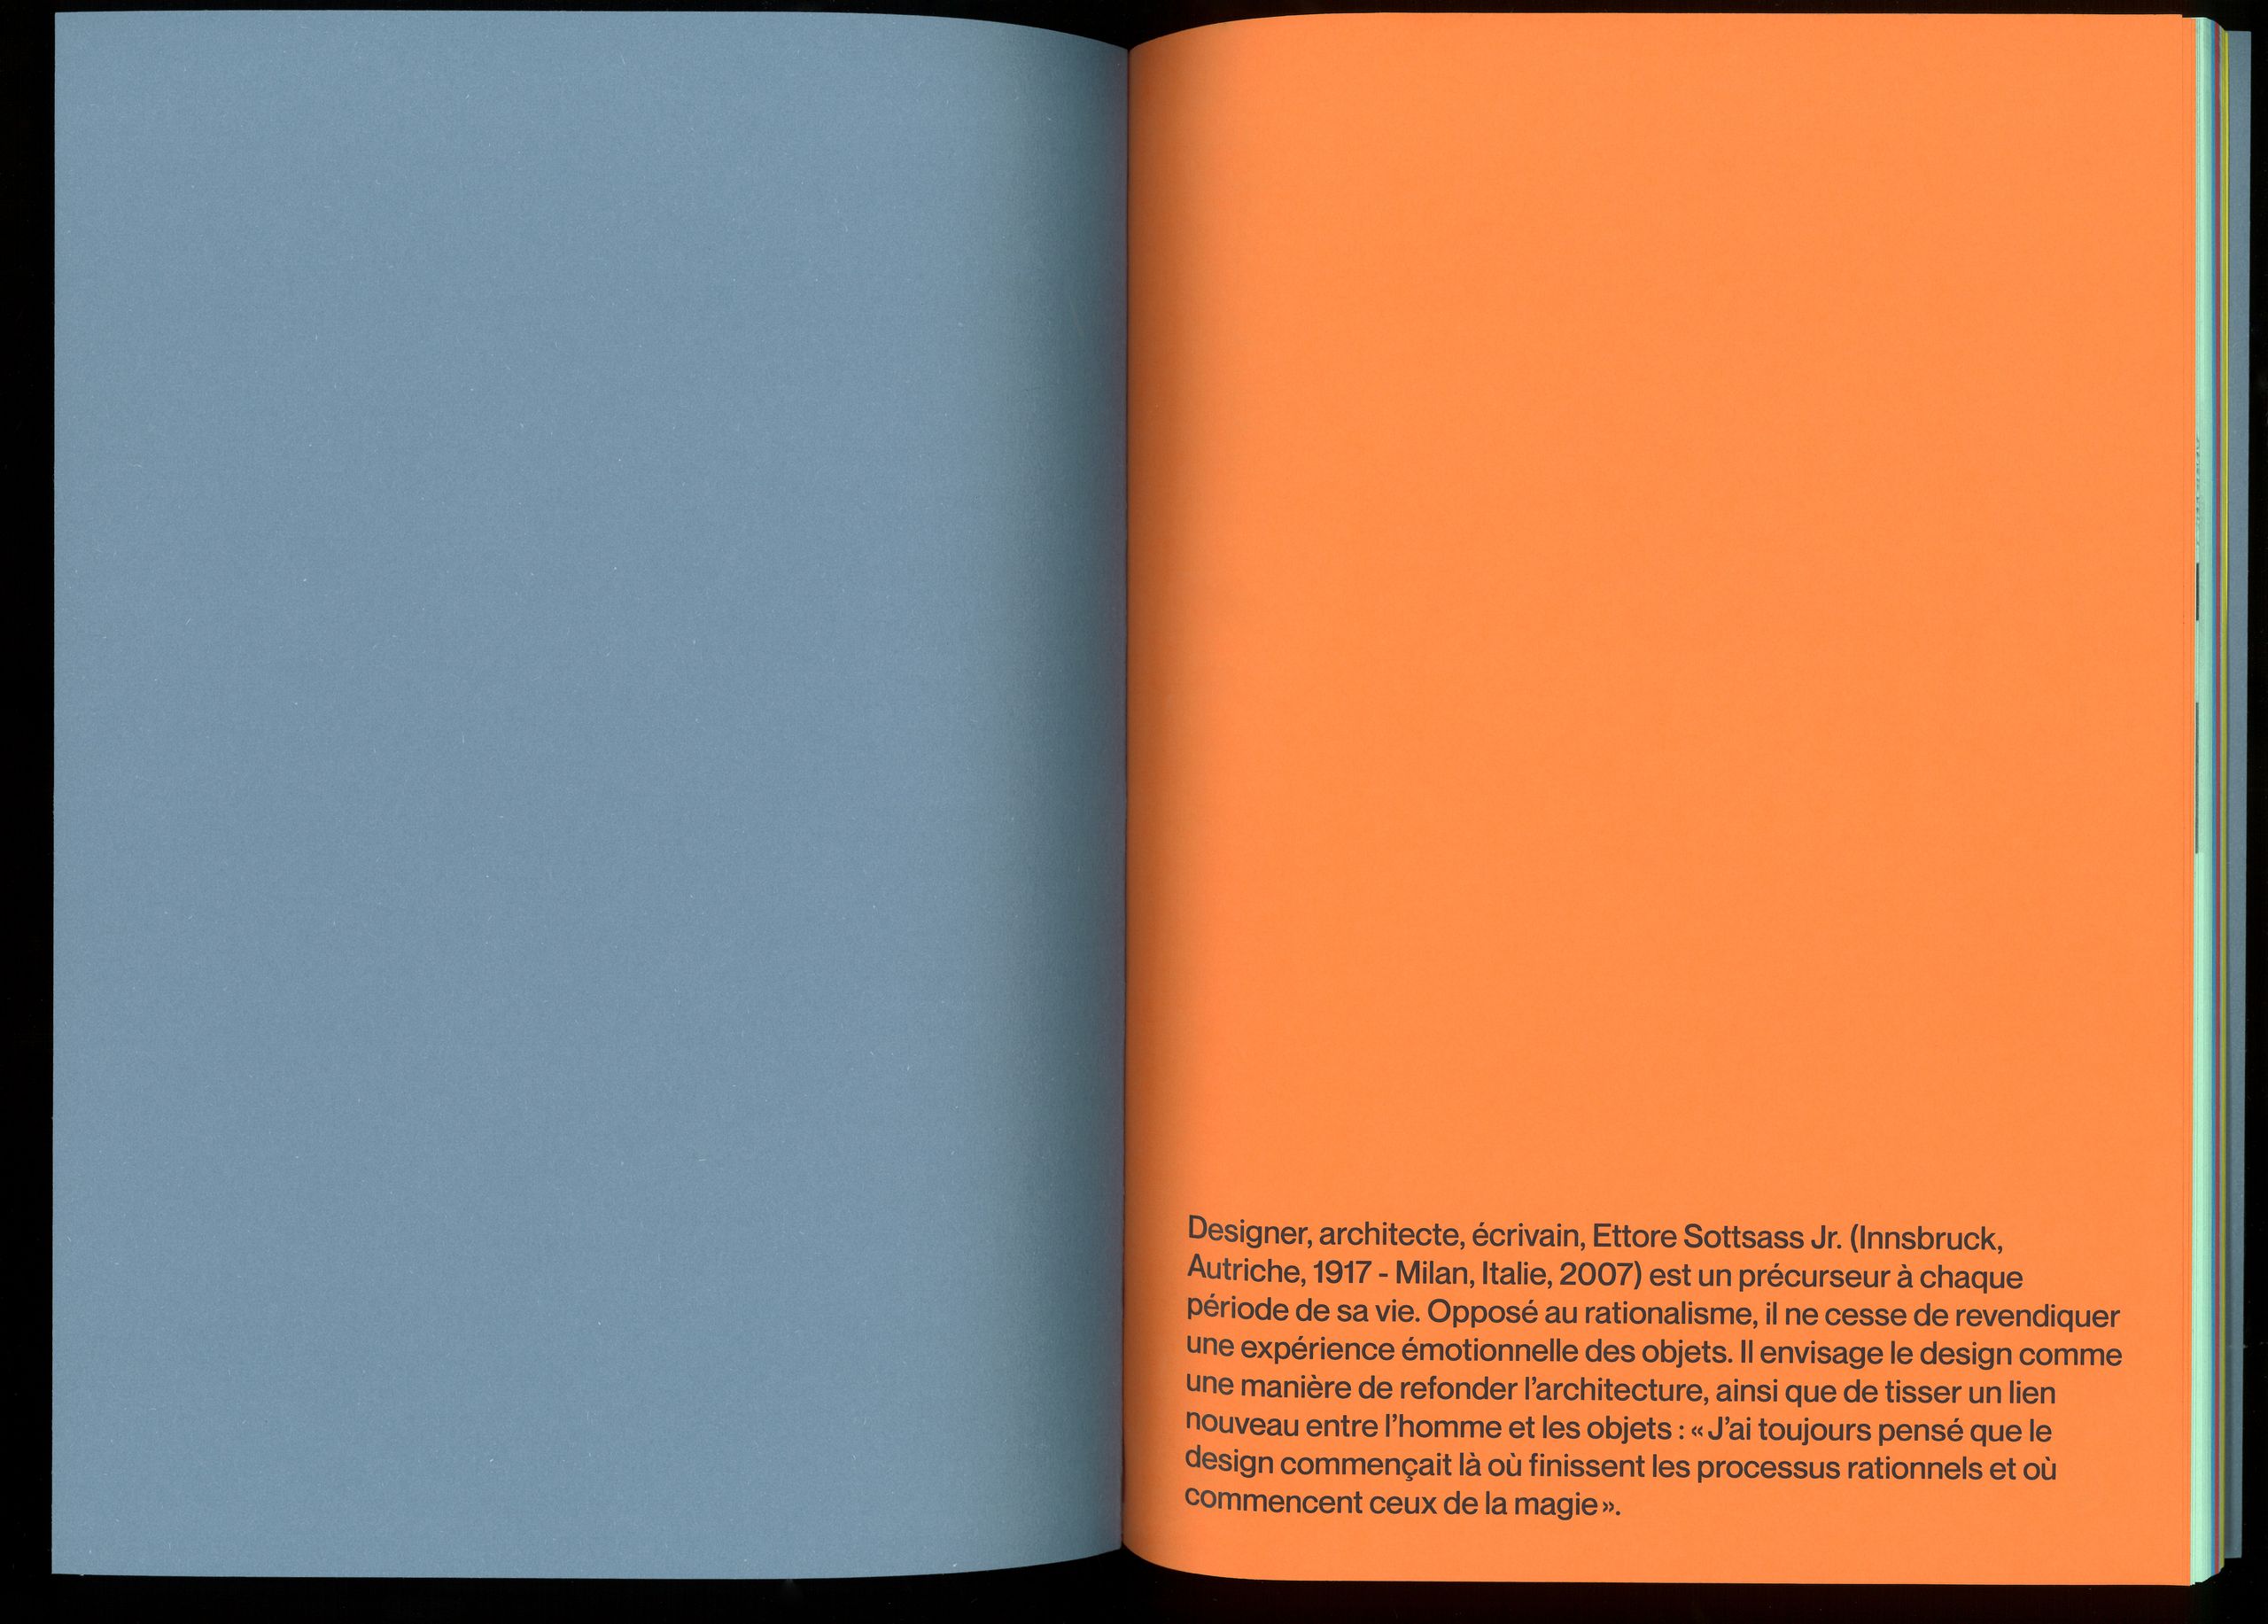 Designer, architecte, écrivain, Ettore Sottsass Jr. (Innsbruck,
Autriche, 1917 - Milan, Italie, 2007) est un précurseur à chaque
période de sa vie. Opposé au rationalisme, il ne cesse de revendiquer
une expérience émotionnelle des objets. Il envisage le design comme
une manière de refonder l’architecture, ainsi que de tisser un lien
nouveau entre l’homme et les objets : « J’ai toujours pensé que le
design commençait là où finissent les processus rationnels et où
commencent ceux de la magie ».